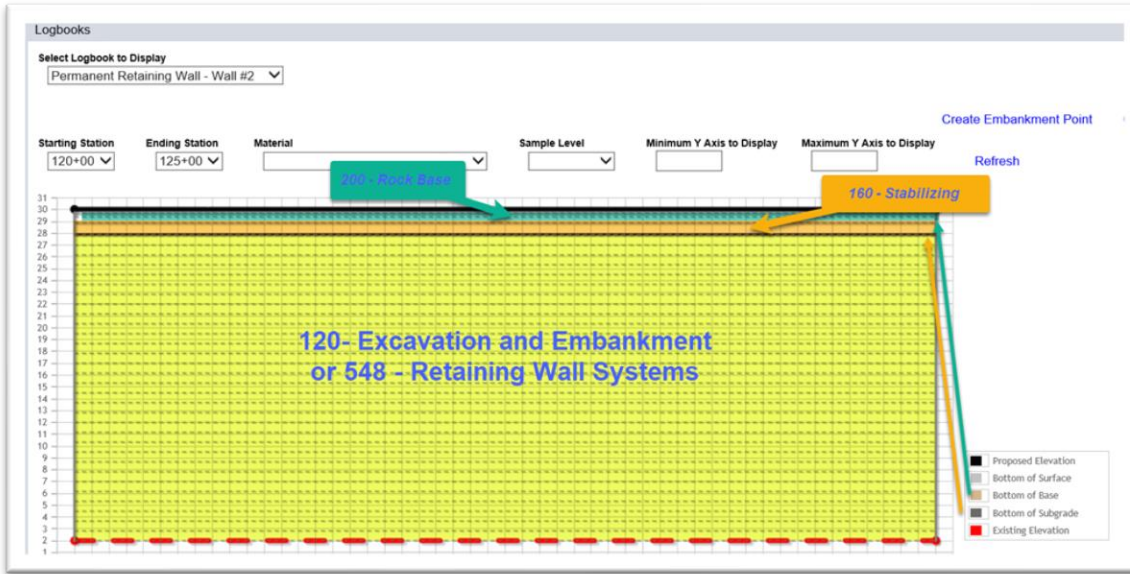 Logbooks
Select Logbook to Display
Permanent Retaining Wall - Wall #2
Create Embankment Point
Starting Station Ending Station Material Sample Level Minimum Y Axis to Display Maximum Y Axis to Display
120+00 125+00 Refresh
200 - Rock Base
160 - Stabilizing
31
30
29
28
27
26
25
24
23
22
21
20
19
18
17
16
15
14
13
12
11
10
9
8
7
6
5
4
3
2
1
120- Excavation and Embankment
or 548 - Retaining Wall Systems
Proposed Elevation
Bottom of Surface
Bottom of Base
Bottom of Subgrade
Existing Elevation